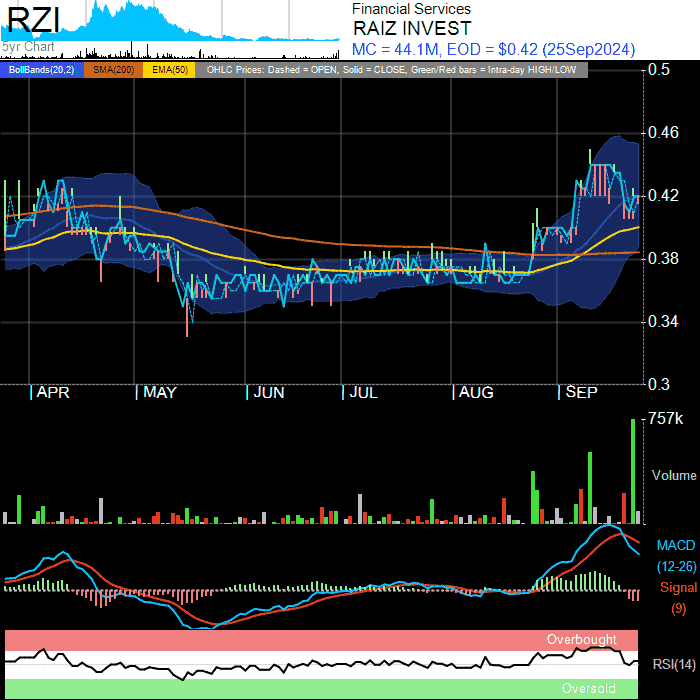 RZI
5yr Chart
Financial Services
RAIZ INVEST
MC = 44.1M, EOD = $0.42 (25Sep2024)
BollBands(20,2) SMA(200) EMA(50) OHLC Prices: Dashed = OPEN, Solid = CLOSE, Green/Red bars = Intra-day HIGH/LOW
0.5
0.46
0.42
0.38
0.34
0.3
APR MAY JUN JUL AUG SEP
757k
Volume
MACD
(12-26)
Signal
(9)
Overbought
RSI(14)
Oversold